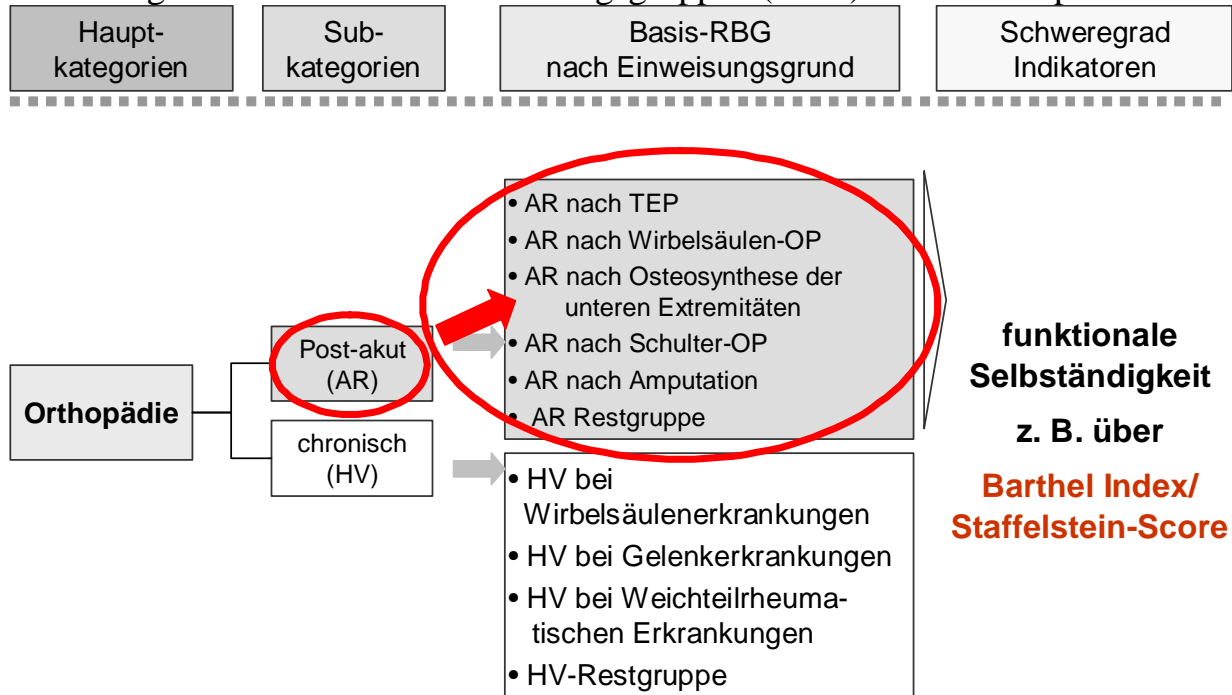 Haupt-
kategorien
Sub-
kategorien
Basis-RBG
nach Einweisungsgrund
Schweregrad
Indikatoren
Orthopädie
Post-akut
(AR)
chronisch
(HV)
• AR nach TEP
• AR nach Wirbelsäulen-OP
• AR nach Osteosynthese der
unteren Extremitäten
• AR nach Schulter-OP
• AR nach Amputation
• AR Restgruppe
• HV bei
Wirbelsäulenerkrankungen
• HV bei Gelenkerkrankungen
• HV bei Weichteilrheuma-
tischen Erkrankungen
• HV-Restgruppe
funktionale
Selbständigkeit
z. B. über
Barthel Index/
Staffelstein-Score